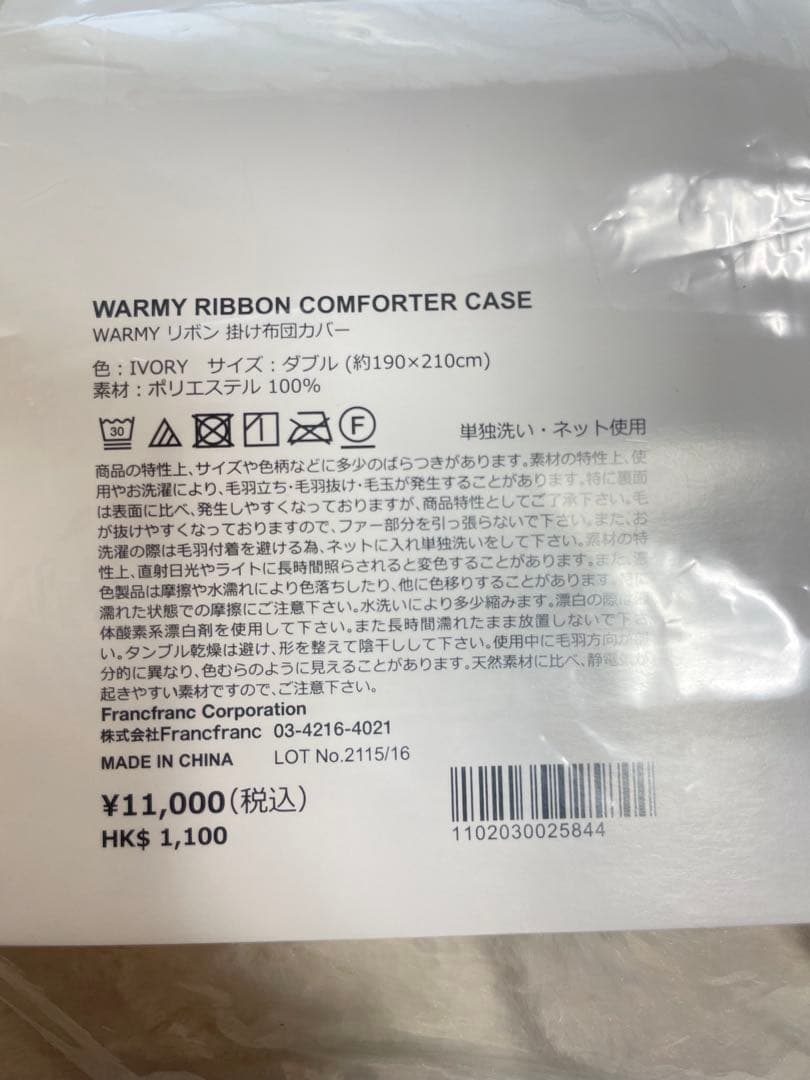 WARMY RIBBON COMFORTER CASE
WARMY リボン 掛け布団カバー
色：IVORY サイズ：ダブル (約190×210cm)
素材：ポリエステル 100%
30
F
単独洗い・ネット使用
商品の特性上、サイズや色柄などに多少のばらつきがあります。素材の特性上、使
用やお洗濯により、毛羽立ち・毛羽抜け・毛玉が発生することがあります。特に裏面
は表面に比べ、発生しやすくなっておりますが、商品特性としてご了承下さい。毛
が抜けやすくなっておりますので、ファー部分を引っ張らないで下さい。また、お
洗濯の際は毛羽付着を避ける為、ネットに入れ単独洗いをして下さい。素材の特
性上、直射日光やライトに長時間照らされると変色することがあります。また、濃
色製品は摩擦や水濡れにより色落ちしたり、他に色移りすることがあります。
濡れた状態での摩擦にご注意下さい。水洗いにより多少縮みます。漂白の際は
体酸素系漂白剤を使用して下さい。また長時間濡れたまま放置しないで下さ
い。タンブル乾燥は避け、形を整えて陰干しして下さい。使用中に毛羽方向が部
分的に異なり、色むらのように見えることがあります。天然素材に比べ、静電気が
起きやすい素材ですので、ご注意下さい。
Francfranc Corporation
株式会社Francfranc 03-4216-4021
MADE IN CHINA LOT No.2115/16
¥11,000(税込)
HK$ 1,100
1102030025844